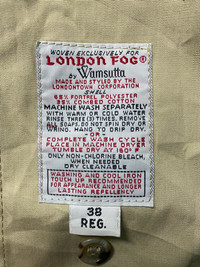 WOVEN EXCLUSIVELY FOR
LONDON FOG®
by Wamsutta
MADE AND STYLED BY THE
LONDONTOWN CORPORATION
SHELL
65% FORTREL POLYESTER
35% COMBED COTTON
MACHINE WASH SEPARATELY
WITH WARM OR COLD WATER
RINSE THREE (3) TIMES. REMOVE
ALL SOAPS. DO NOT SPIN DRY OR
WRING. HANG TO DRIP DRY.
-OR-
COMPLETE WASH CYCLE
PLACE IN MACHINE DRYER
TUMBLE DRY AT 160° F
ONLY NON-CHLORINE BLEACH,
WHEN NEEDED
DRY CLEANABLE
WASHING AND COOL IRON
TOUCH UP RECOMMENDED
FOR APPEARANCE AND LONGER
LASTING REPELLENCY
38
REG.